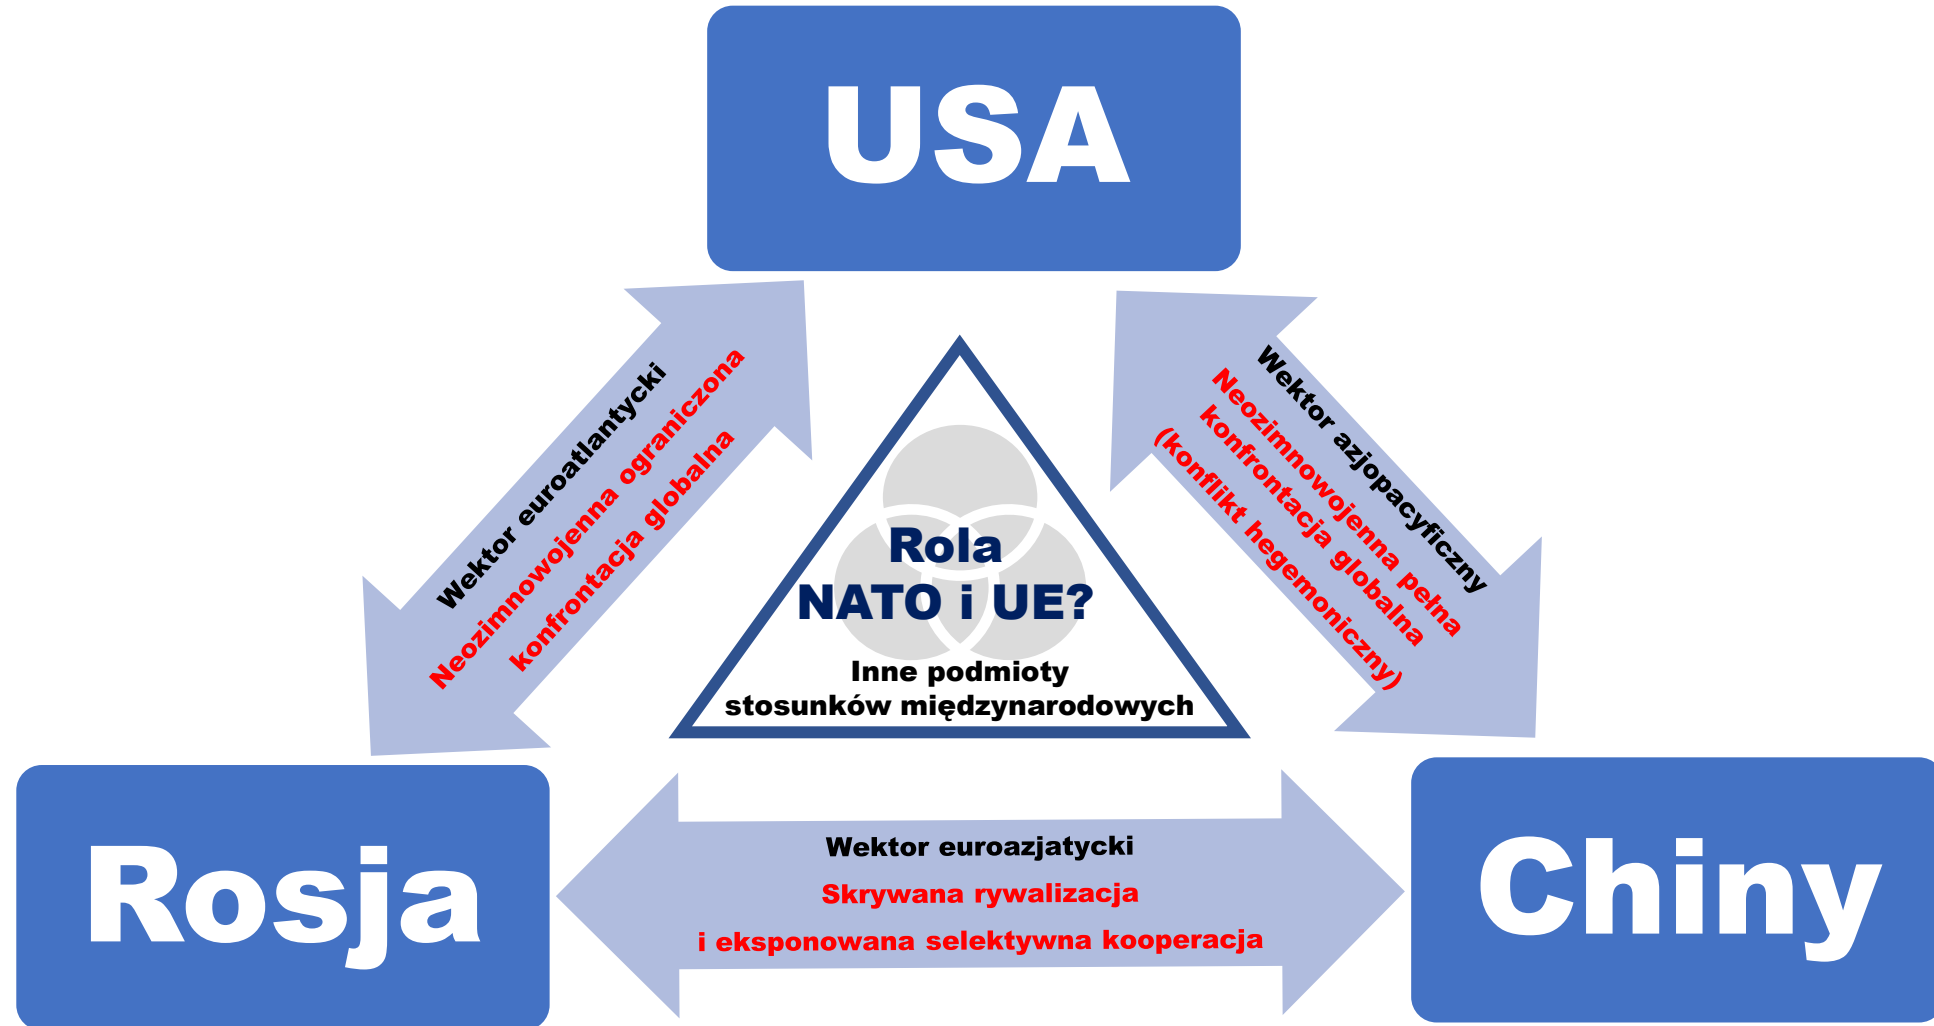 USA
Wektor euroatlantycki
Neozimnowojenna ograniczona
konfrontacja globalna
Wektor azjopacyficzny
Neozimnowojenna pełna
konfrontacja globalna
(konflikt hegemoniczny)
Rola
NATO i UE?
Inne podmioty
stosunków międzynarodowych
Rosja
Wektor euroazjatycki
Skrywana rywalizacja
i eksponowana selektywna kooperacja
Chiny